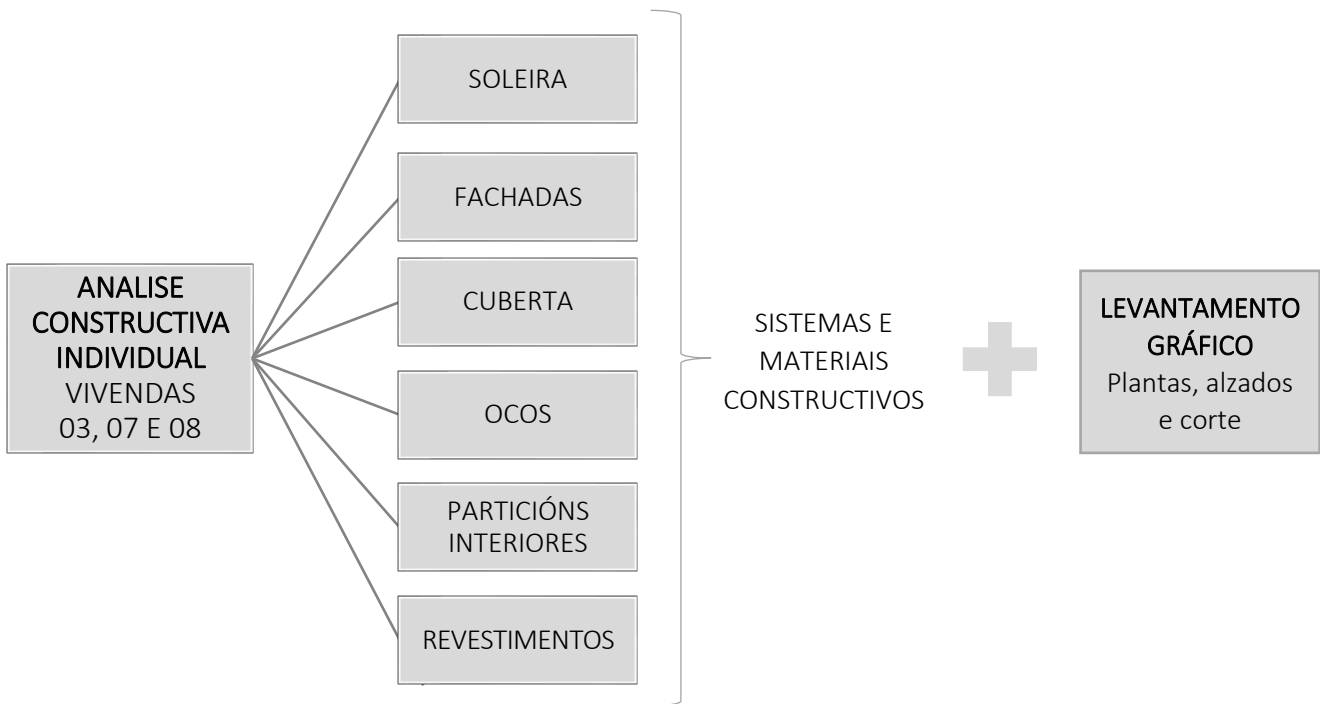 ANALISE
CONSTRUCTIVA
INDIVIDUAL
VIVENDAS
03, 07 E 08
SOLEIRA
FACHADAS
CUBERTA
OCOS
PARTICIÓNS
INTERIORES
REVESTIMENTOS
SISTEMAS E
MATERIAIS
CONSTRUCTIVOS
LEVANTAMENTO
GRÁFICO
Plantas, alzados
e corte